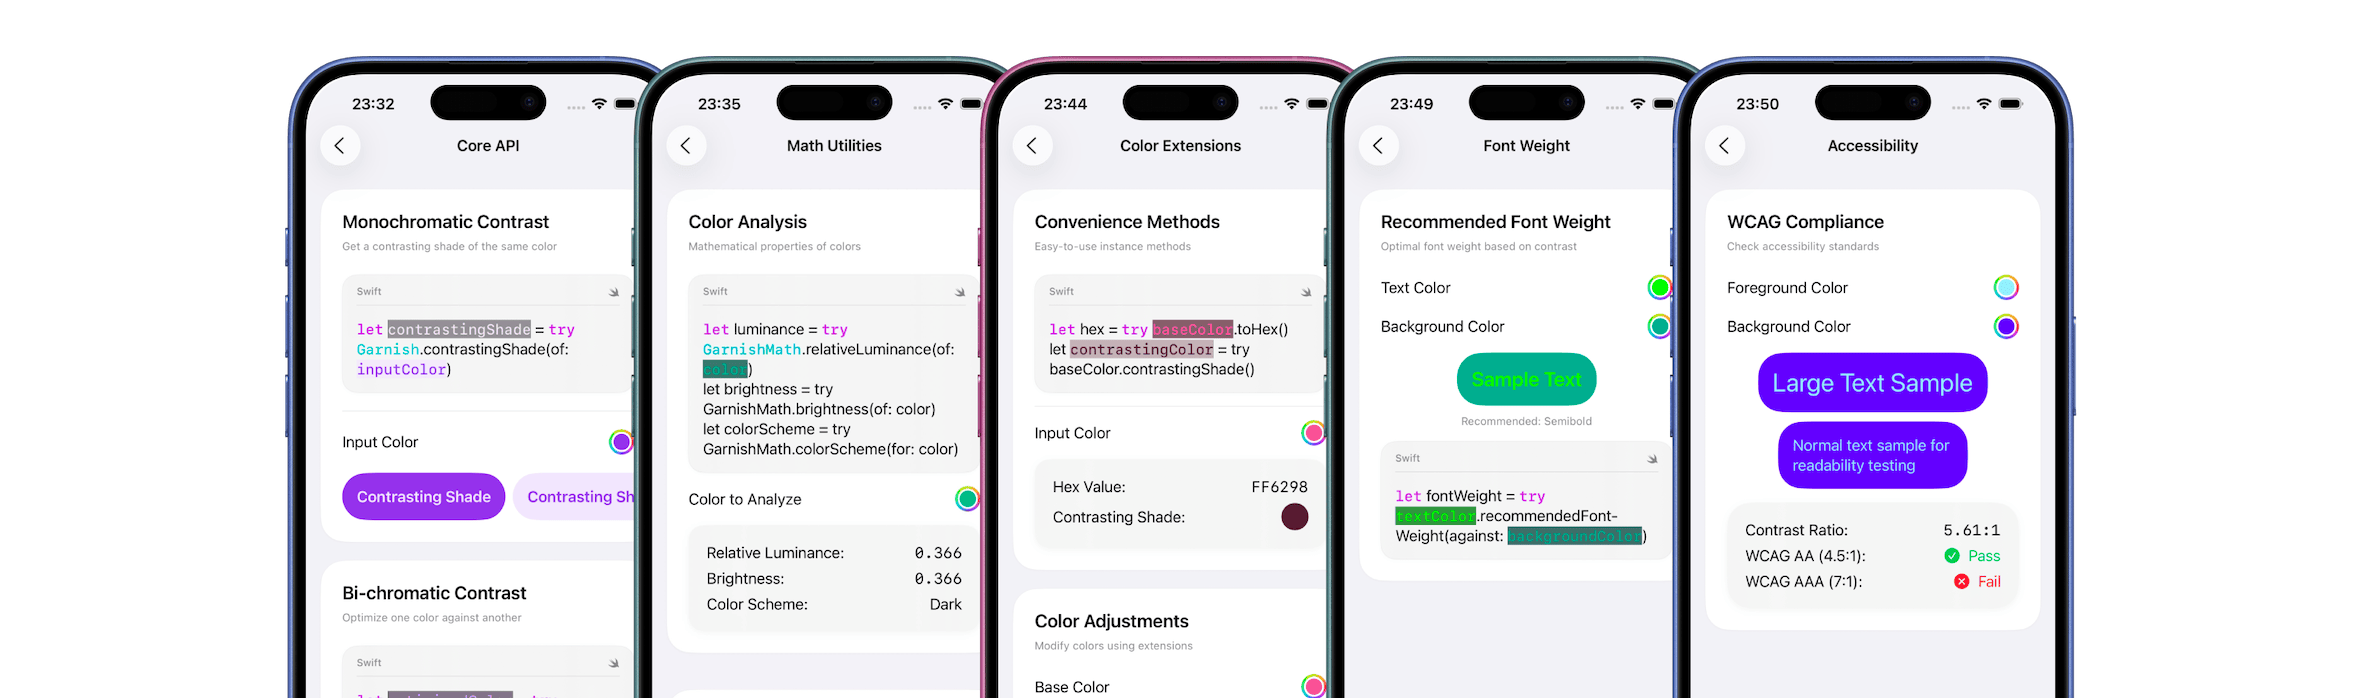 23:32
Core API
Monochromatic Contrast
Get a contrasting shade of the same color
Swift
let contrastingShade = try
Garnish.contrastingShade(of:
inputColor)
Input Color
Contrasting Shade
Contrasting Sh
Bi-chromatic Contrast
Optimize one color against another
Swift
23:35
Math Utilities
Color Analysis
Mathematical properties of colors
Swift
let luminance = try
GarnishMath.relativeLuminance(of:
color)
let brightness = try
GarnishMath.brightness(of: color)
let colorScheme = try
GarnishMath.colorScheme(for: color)
Color to Analyze
Relative Luminance: 0.366
Brightness: 0.366
Color Scheme: Dark
23:44
Color Extensions
Convenience Methods
Easy-to-use instance methods
Swift
let hex = try baseColor.toHex()
let contrastingColor = try
baseColor.contrastingShade()
Input Color
Hex Value: FF6298
Contrasting Shade:
Color Adjustments
Modify colors using extensions
Base Color
23:49
Font Weight
Recommended Font Weight
Optimal font weight based on contrast
Text Color
Background Color
Sample Text
Recommended: Semibold
Swift
let fontWeight = try
textColor.recommendedFont-
Weight(against: backgroundColor)
23:50
Accessibility
WCAG Compliance
Check accessibility standards
Foreground Color
Background Color
Large Text Sample
Normal text sample for
readability testing
Contrast Ratio: 5.61:1
WCAG AA (4.5:1): Pass
WCAG AAA (7:1): Fail